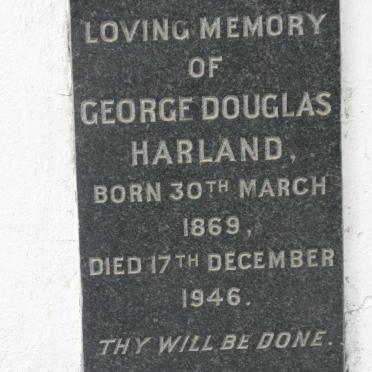 LOVING MEMORY
OF
GEORGE DOUGLAS
HARLAND,
BORN 30TH MARCH
1869,
DIED 17TH DECEMBER
1946.
THY WILL BE DONE.